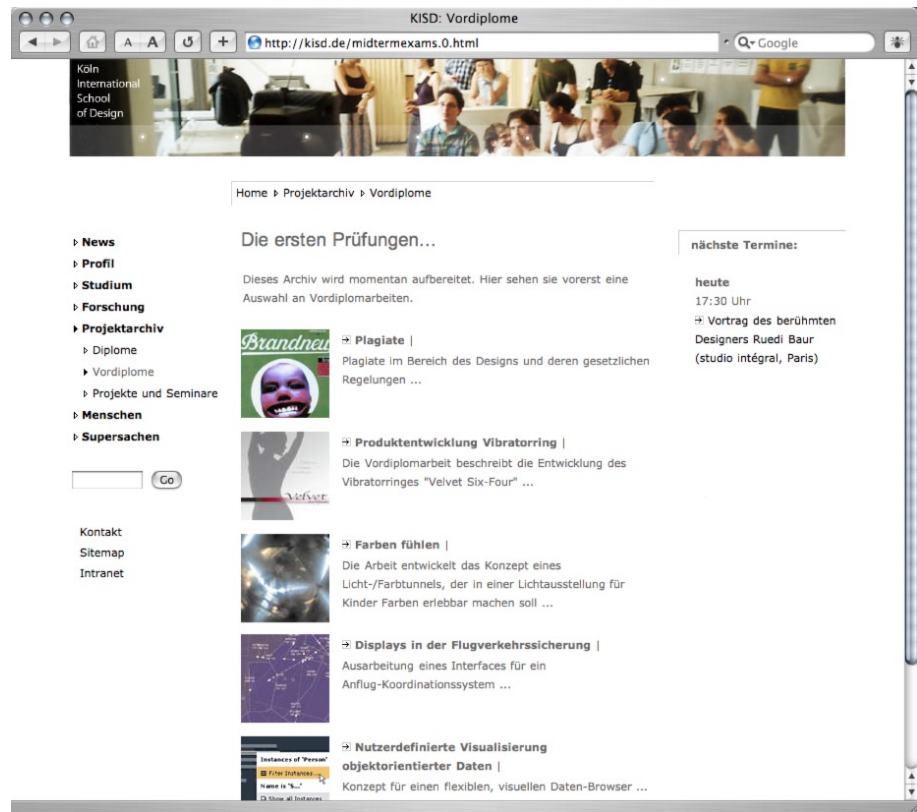 KISD: Vordiplome
A A
http://kisd.de/midtermexams.0.html
Google
Köln
International
School
of Design
Home Projektarchiv Vordiplome
News
Profil
Studium
Forschung
Projektarchiv
Diplome
Vordiplome
Projekte und Seminare
Menschen
Supersachen
Go
Kontakt
Sitemap
Intranet
Die ersten Prüfungen...
Dieses Archiv wird momentan aufbereitet. Hier sehen sie vorerst eine
Auswahl an Vordiplomarbeiten.
Brandneu
Plagiate |
Plagiate im Bereich des Designs und deren gesetzlichen
Regelungen ...
Velvet
Produktentwicklung Vibratorring |
Die Vordiplomarbeit beschreibt die Entwicklung des
Vibratorringes "Velvet Six-Four" ...
Farben fühlen |
Die Arbeit entwickelt das Konzept eines
Licht-/Farbtunnels, der in einer Lichtausstellung für
Kinder Farben erlebbar machen soll ...
Displays in der Flugverkehrssicherung |
Ausarbeitung eines Interfaces für ein
Anflug-Koordinationssystem ...
Instances of "Person"
Filter Instances...
Name is "S..."
Show all Instances
Nutzerdefinierte Visualisierung
objektorientierter Daten |
Konzept für einen flexiblen, visuellen Daten-Browser ...
nächste Termine:
heute
17:30 Uhr
Vortrag des berühmten
Designers Ruedi Baur
(studio intégral, Paris)